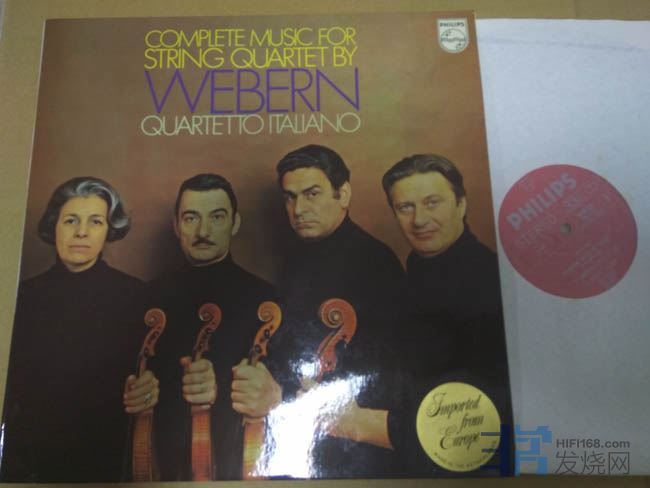 COMPLETE MUSIC FOR
STRING QUARTET BY
WEBERN
QUARTETTO ITALIANO
PHILIPS
PHILIPS
STEREO
Imported
from
Europe
HIFI168.com
发烧网